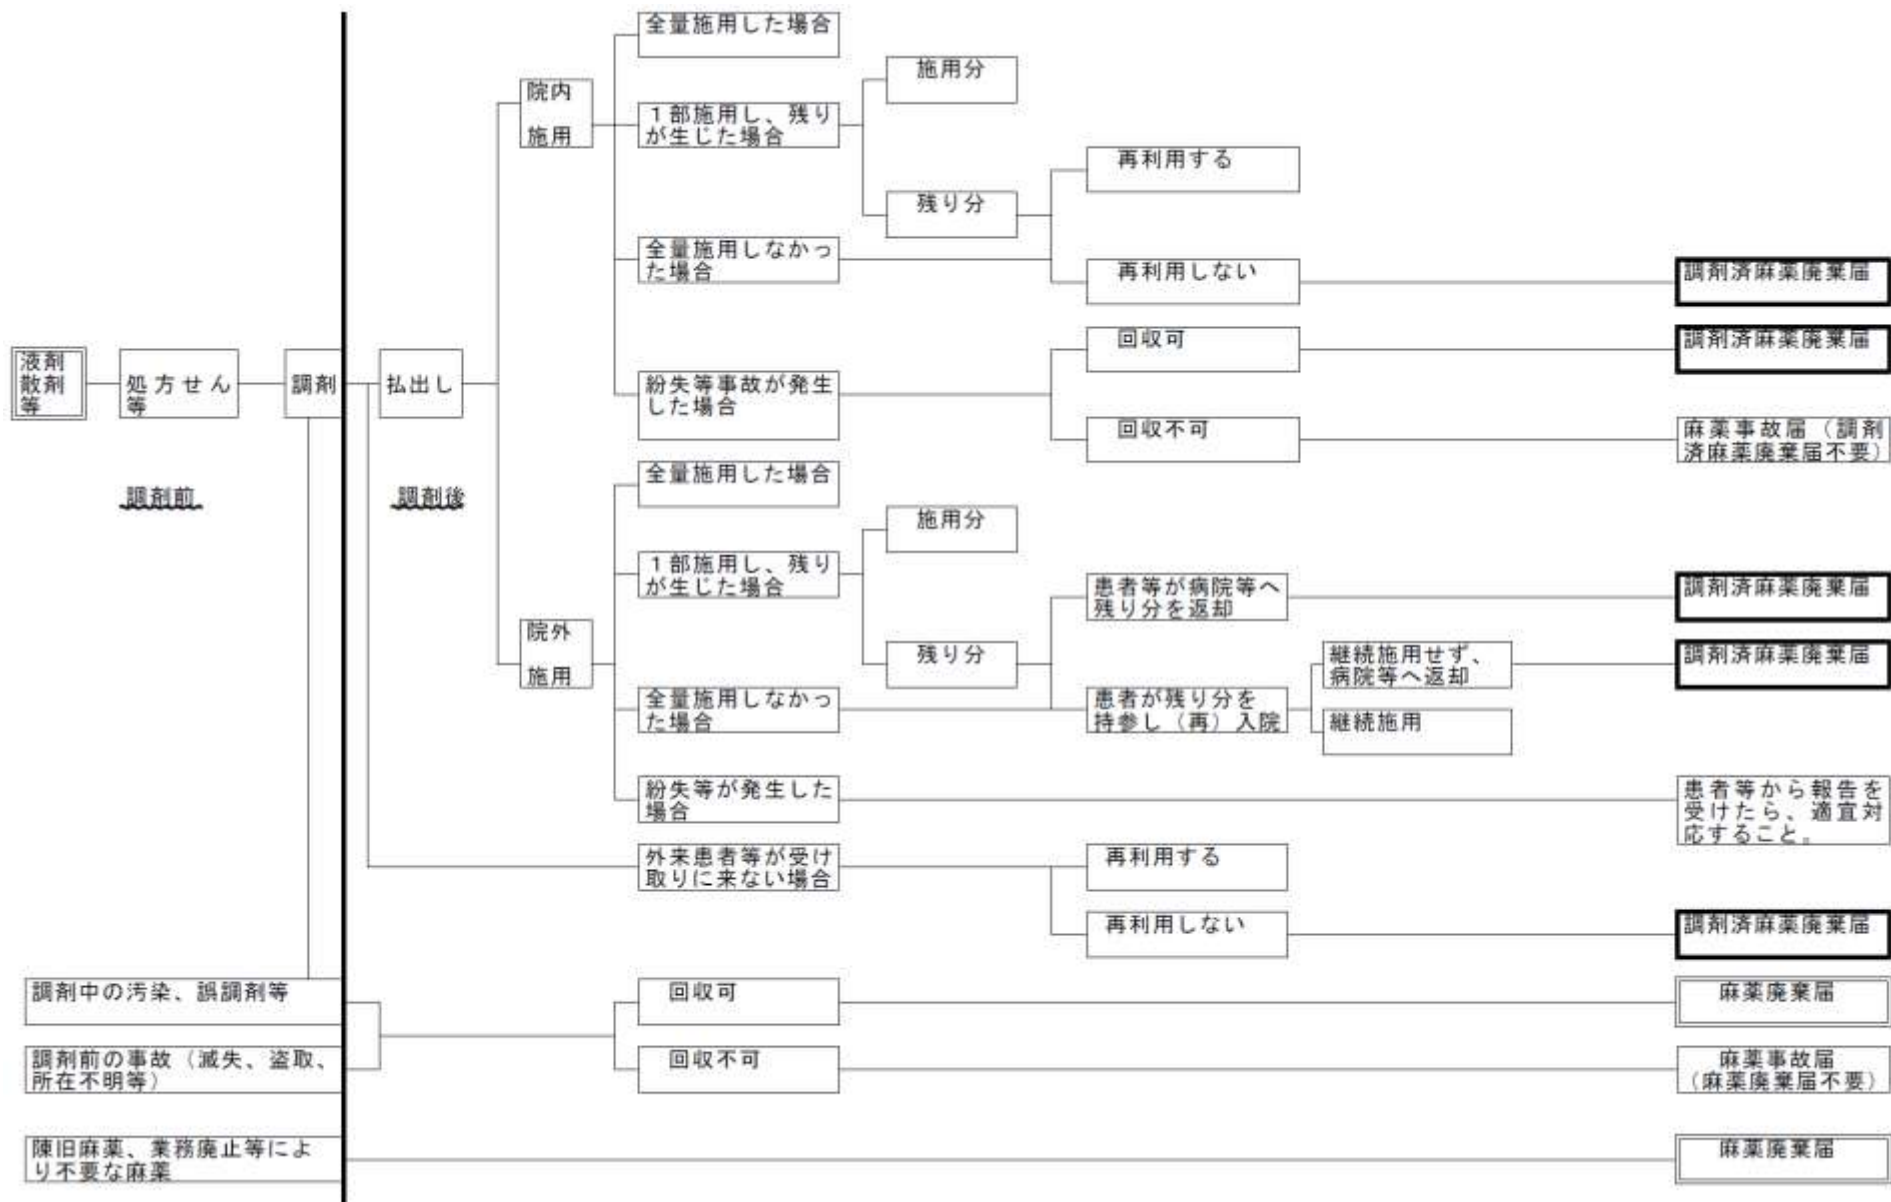 液剤
散剤
等
処方せん
等
調剤
払出し
調剤前
調剤後
院内
施用
全量施用した場合
１部施用し、残り
が生じた場合
施用分
残り分
全量施用しなかっ
た場合
再利用する
再利用しない
調剤済麻薬廃棄届
紛失等事故が発生
した場合
回収可
調剤済麻薬廃棄届
回収不可
麻薬事故届（調剤
済麻薬廃棄届不要）
院外
施用
全量施用した場合
１部施用し、残り
が生じた場合
施用分
残り分
全量施用しなかっ
た場合
患者等が病院等へ
残り分を返却
調剤済麻薬廃棄届
患者が残り分を
持参し（再）入院
継続施用せず、
病院等へ返却
調剤済麻薬廃棄届
継続施用
紛失等が発生した
場合
患者等から報告を
受けたら、適宜対
応すること。
外来患者等が受け
取りに来ない場合
再利用する
再利用しない
調剤済麻薬廃棄届
調剤中の汚染、誤調剤等
調剤前の事故（滅失、盗取、
所在不明等）
回収可
麻薬廃棄届
回収不可
麻薬事故届
（麻薬廃棄届不要）
陳旧麻薬、業務廃止等によ
り不要な麻薬
麻薬廃棄届